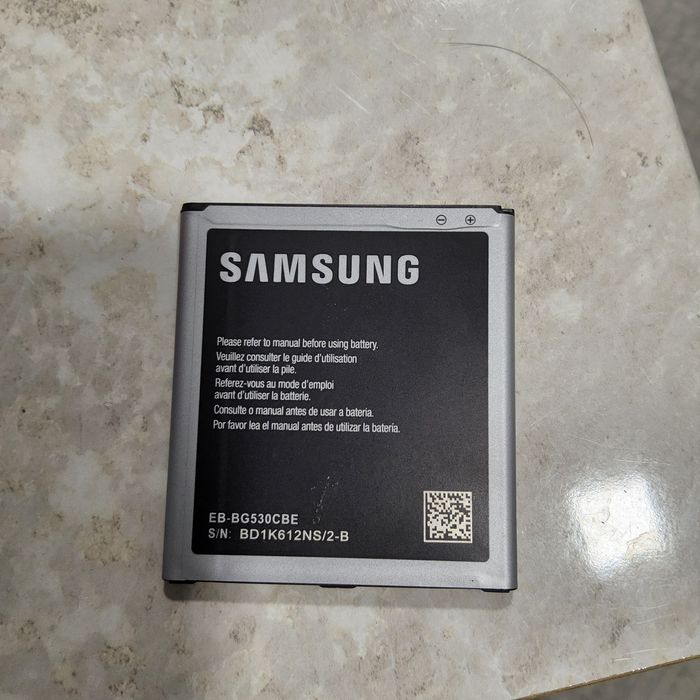 ⊖ ⊕
SAMSUNG
Please refer to manual before using battery.
Veuillez consulter le guide d'utilisation
avant d'utiliser la pile.
Referez-vous au mode d'emploi
avant d'utiliser la batterie.
Consulte o manual antes de usar a bateria.
Por favor lea el manual antes de utilizar la batería.
EB-BG530CBE
S/N: BD1K612NS/2-B